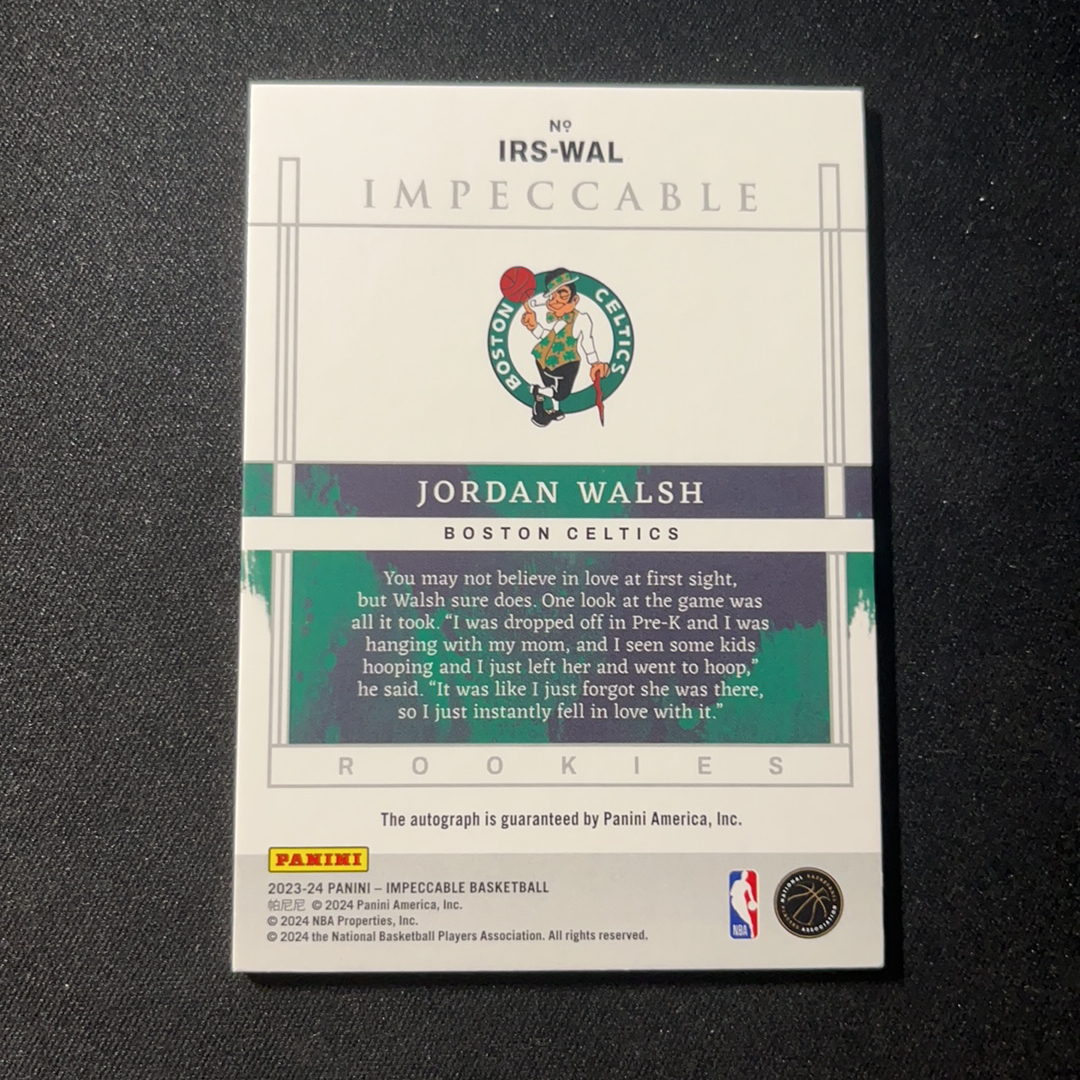 Nº
IRS-WAL
IMPECCABLE
BOSTON CELTICS
JORDAN WALSH
BOSTON CELTICS
You may not believe in love at first sight,
but Walsh sure does. One look at the game was
all it took. “I was dropped off in Pre-K and I was
hanging with my mom, and I seen some kids
hooping and I just left her and went to hoop,”
he said. “It was like I just forgot she was there,
so I just instantly fell in love with it.”
ROOKIES
The autograph is guaranteed by Panini America, Inc.
PANINI
2023-24 PANINI – IMPECCABLE BASKETBALL
帕尼尼 © 2024 Panini America, Inc.
© 2024 NBA Properties, Inc.
© 2024 the National Basketball Players Association. All rights reserved.
NBA
NATIONAL BASKETBALL PLAYERS ASSOCIATION